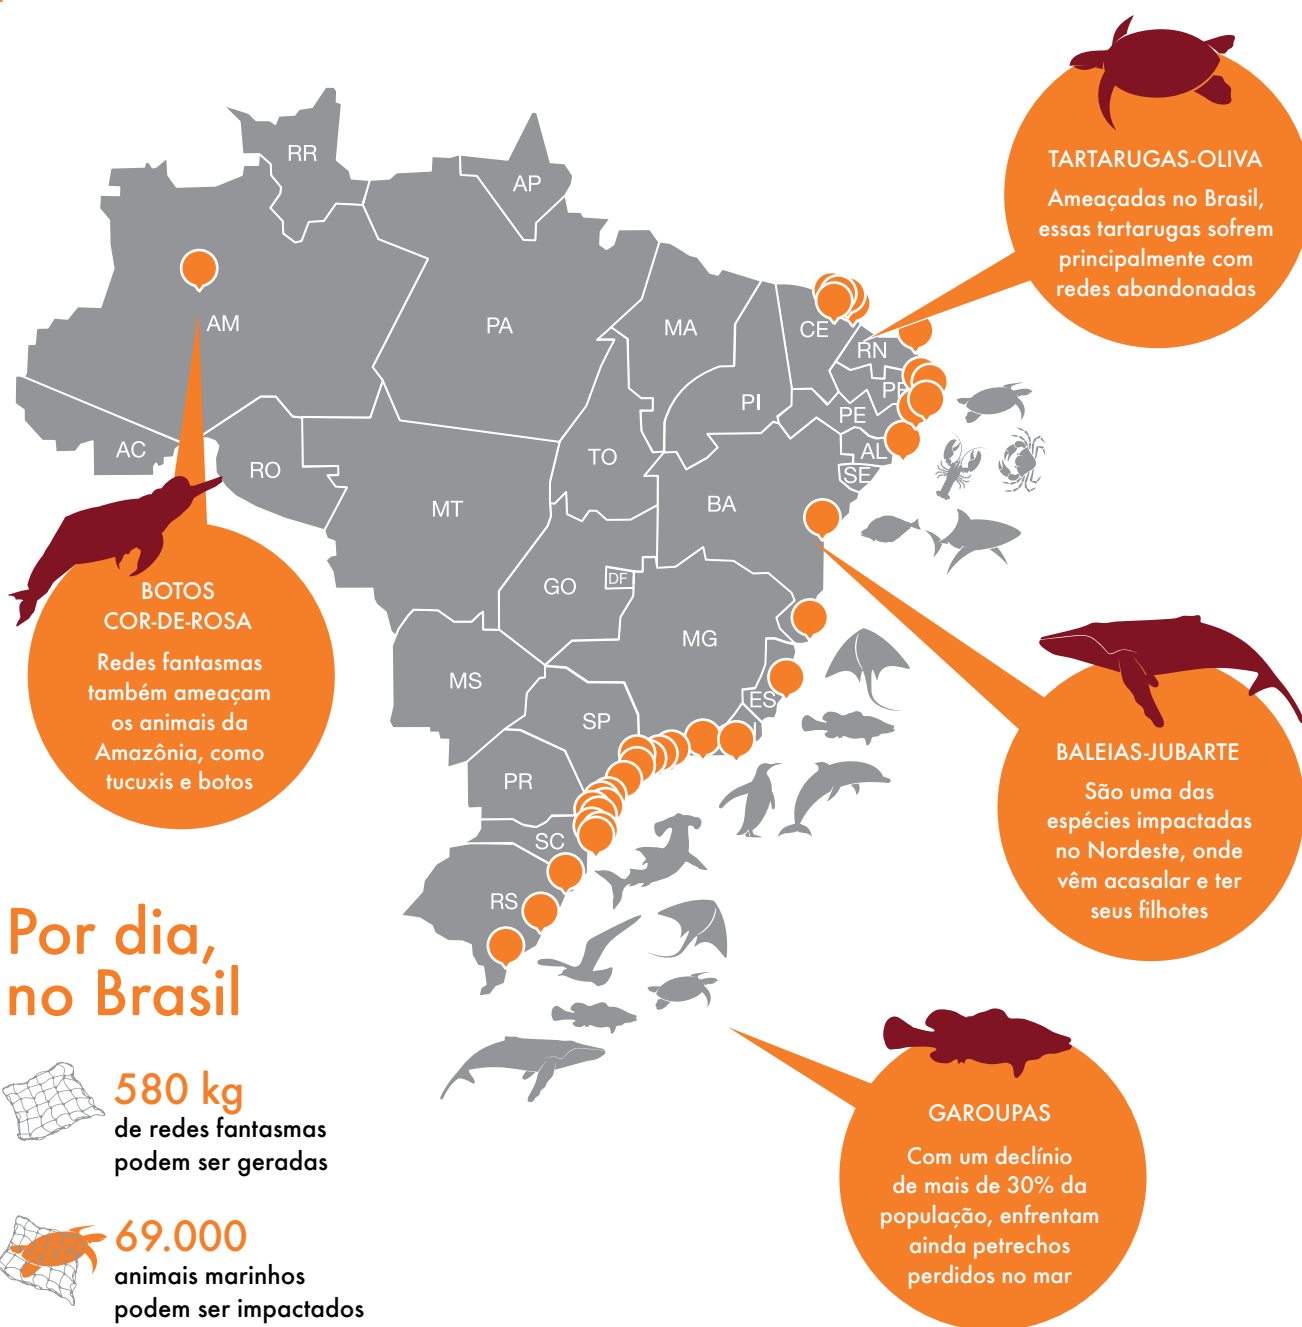 TARTARUGAS-OLIVA
Ameaçadas no Brasil,
essas tartarugas sofrem
principalmente com
redes abandonadas
RR
AP
AM
PA
MA
CE
RN
PI
PE
AC
RO
TO
AL
SE
MT
BA
GO
DF
MG
MS
ES
SP
PR
SC
RS
BOTOS
COR-DE-ROSA
Redes fantasmas
também ameaçam
os animais da
Amazônia, como
tucuxis e botos
BALEIAS-JUBARTE
São uma das
espécies impactadas
no Nordeste, onde
vêm acasalar e ter
seus filhotes
Por dia,
no Brasil
580 kg
de redes fantasmas
podem ser geradas
69.000
animais marinhos
podem ser impactados
GAROUPAS
Com um declínio
de mais de 30% da
população, enfrentam
ainda petrechos
perdidos no mar